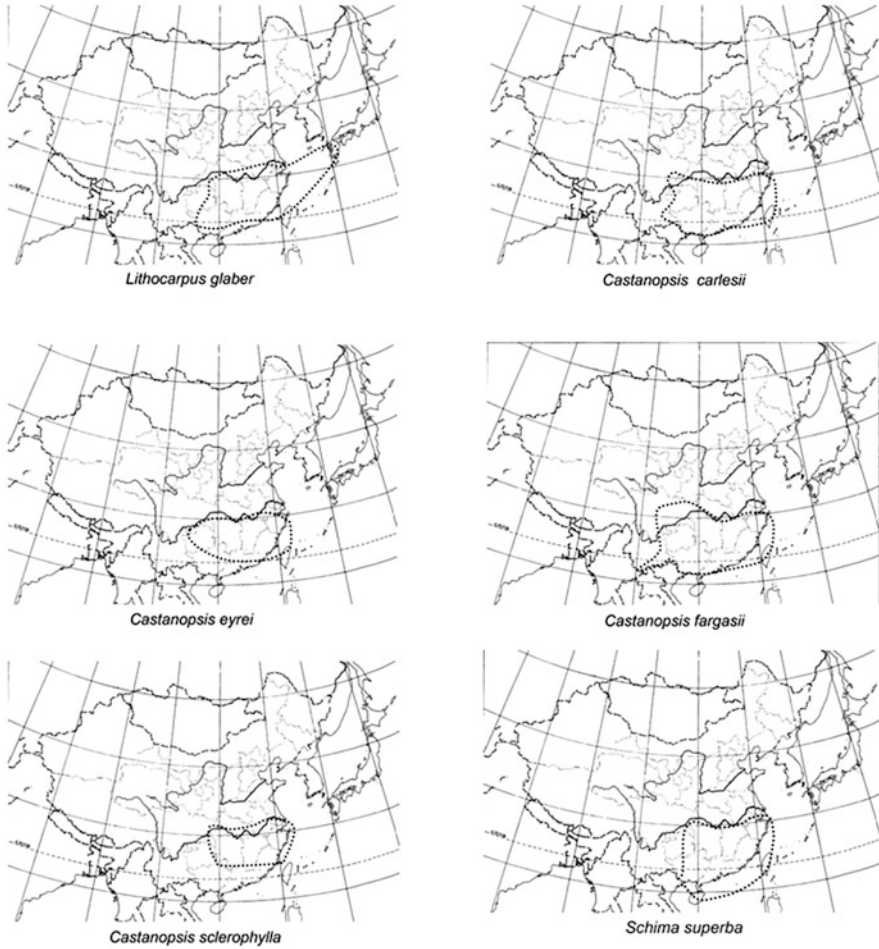 Lithocarpus glaber
Castanopsis carlesii
Castanopsis eyrei
Castanopsis fargasii
Castanopsis sclerophylla
Schima superba